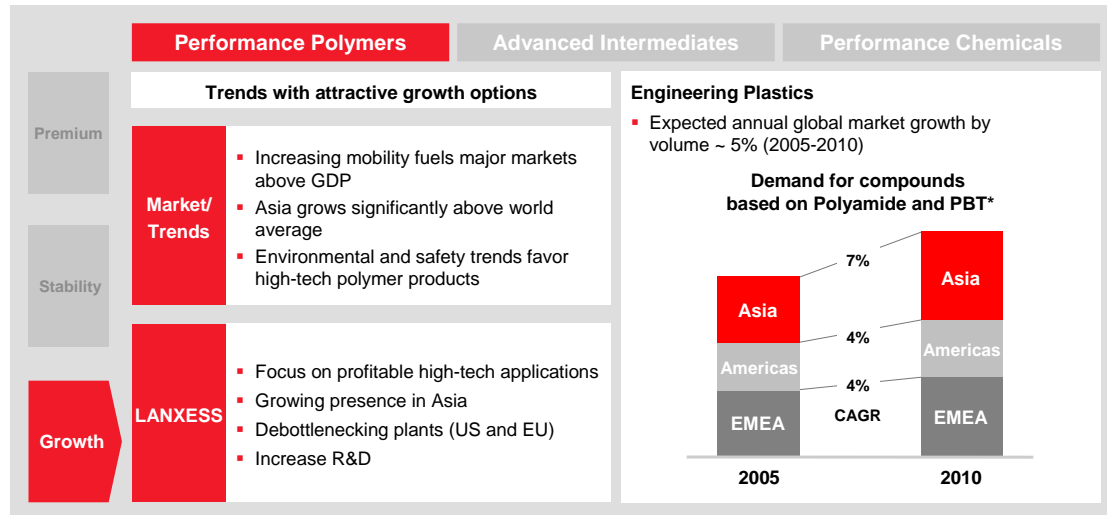 Performance Polymers
Advanced Intermediates
Performance Chemicals
Premium
Stability
Growth
Trends with attractive growth options
Market/
Trends
▪ Increasing mobility fuels major markets
above GDP
▪ Asia grows significantly above world
average
▪ Environmental and safety trends favor
high-tech polymer products
LANXESS
▪ Focus on profitable high-tech applications
▪ Growing presence in Asia
▪ Debottlenecking plants (US and EU)
▪ Increase R&D
Engineering Plastics
▪ Expected annual global market growth by
volume ~ 5% (2005-2010)
Demand for compounds
based on Polyamide and PBT*
Asia
Americas
EMEA
7%
4%
4%
CAGR
Asia
Americas
EMEA
2005
2010